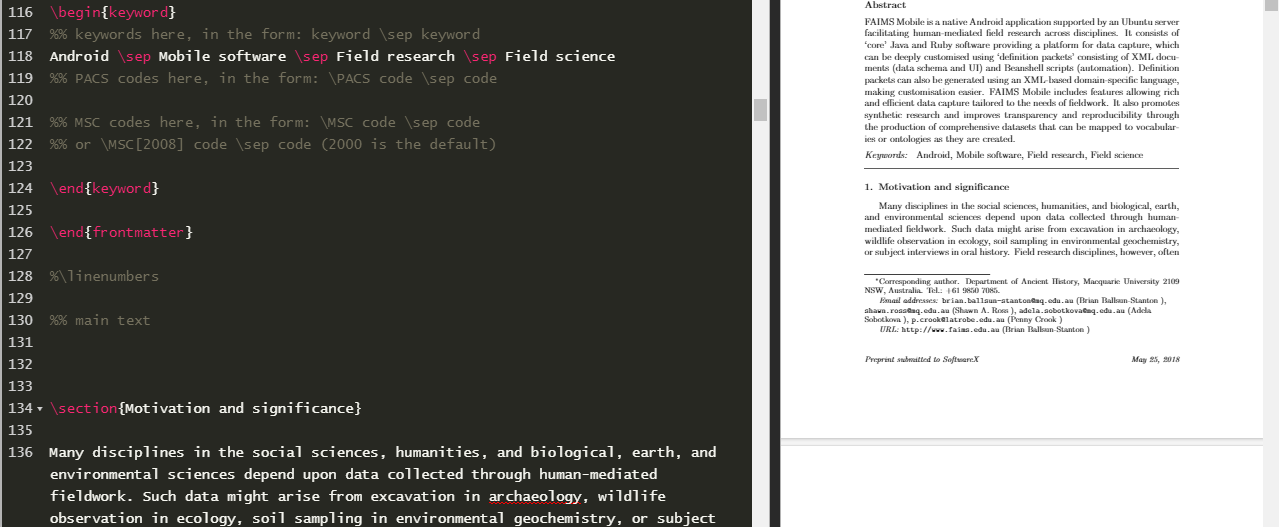 116 \begin{keyword}
117 %% keywords here, in the form: keyword \sep keyword
118 Android \sep Mobile software \sep Field research \sep Field science
119 %% PACS codes here, in the form: \PACS code \sep code
120
121 %% MSC codes here, in the form: \MSC code \sep code
122 %% or \MSC[2008] code \sep code (2000 is the default)
123
124 \end{keyword}
125
126 \end{frontmatter}
127
128 %\linenumbers
129
130 %% main text
131
132
133
134 \section{Motivation and significance}
135
136 Many disciplines in the social sciences, humanities, and biological, earth, and
environmental sciences depend upon data collected through human-mediated
fieldwork. Such data might arise from excavation in archaeology, wildlife
observation in ecology, soil sampling in environmental geochemistry, or subject
Abstract
FAIMS Mobile is a native Android application supported by an Ubuntu server
facilitating human-mediated field research across disciplines. It consists of
‘core’ Java and Ruby software providing a platform for data capture, which
can be deeply customised using ‘definition packets’ consisting of XML docu-
ments (data schema and UI) and Beanshell scripts (automation). Definition
packets can also be generated using an XML-based domain-specific language,
making customisation easier. FAIMS Mobile includes features allowing rich
and efficient data capture tailored to the needs of fieldwork. It also promotes
synthetic research and improves transparency and reproducibility through
the production of comprehensive datasets that can be mapped to vocabular-
ies or ontologies as they are created.
Keywords: Android, Mobile software, Field research, Field science
1. Motivation and significance
Many disciplines in the social sciences, humanities, and biological, earth,
and environmental sciences depend upon data collected through human-
mediated fieldwork. Such data might arise from excavation in archaeology,
wildlife observation in ecology, soil sampling in environmental geochemistry,
or subject interviews in oral history. Field research disciplines, however, often
*Corresponding author. Department of Ancient History, Macquarie University 2109
NSW, Australia. Tel.: +61 9850 7085.
Email addresses: brian.ballsun-stanton@mq.edu.au (Brian Ballsun-Stanton ),
shawn.ross@mq.edu.au (Shawn A. Ross ), adela.sobotkova@mq.edu.au (Adela
Sobotkova ), p.crook@latrobe.edu.au (Penny Crook )
URL: http://www.faims.edu.au (Brian Ballsun-Stanton )
Preprint submitted to SoftwareX May 25, 2018